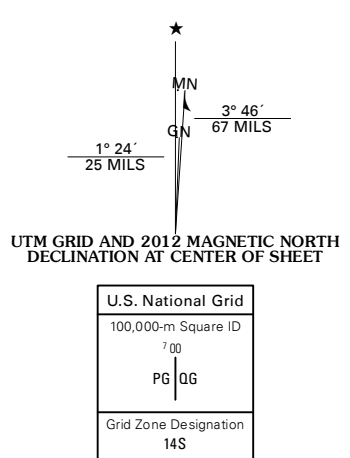 ★
MN
3° 46´
67 MILS
GN
1° 24´
25 MILS
UTM GRID AND 2012 MAGNETIC NORTH
DECLINATION AT CENTER OF SHEET
U.S. National Grid
100,000-m Square ID
7 00
PG QG
Grid Zone Designation
14S